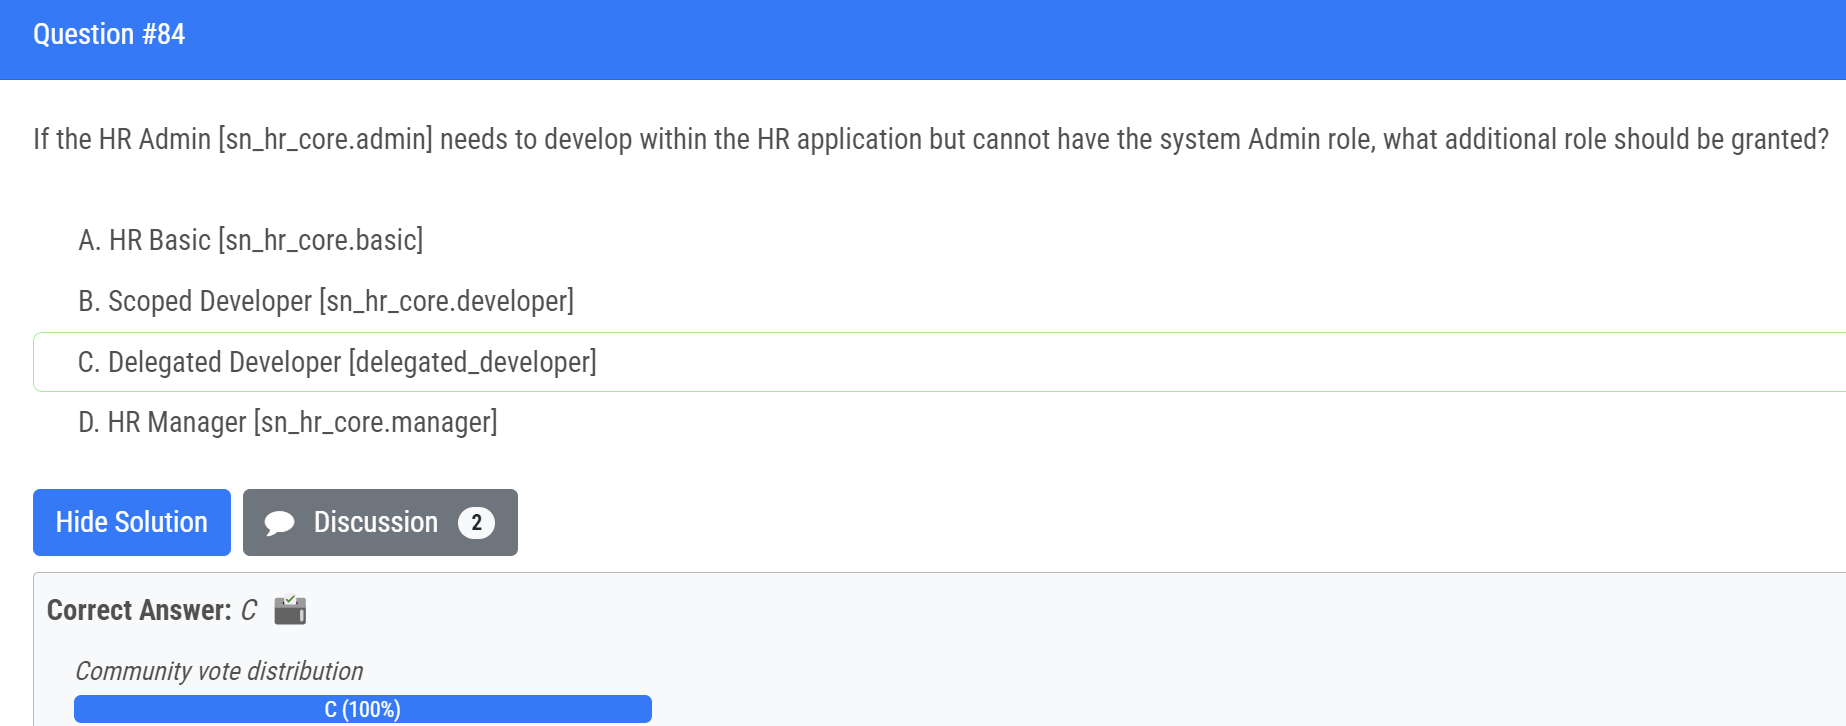 Question #84
If the HR Admin [sn_hr_core.admin] needs to develop within the HR application but cannot have the system Admin role, what additional role should be granted?
A. HR Basic [sn_hr_core.basic]
B. Scoped Developer [sn_hr_core.developer]
C. Delegated Developer [delegated_developer]
D. HR Manager [sn_hr_core.manager]
Hide Solution Discussion 2
Correct Answer: C
Community vote distribution
C (100%)